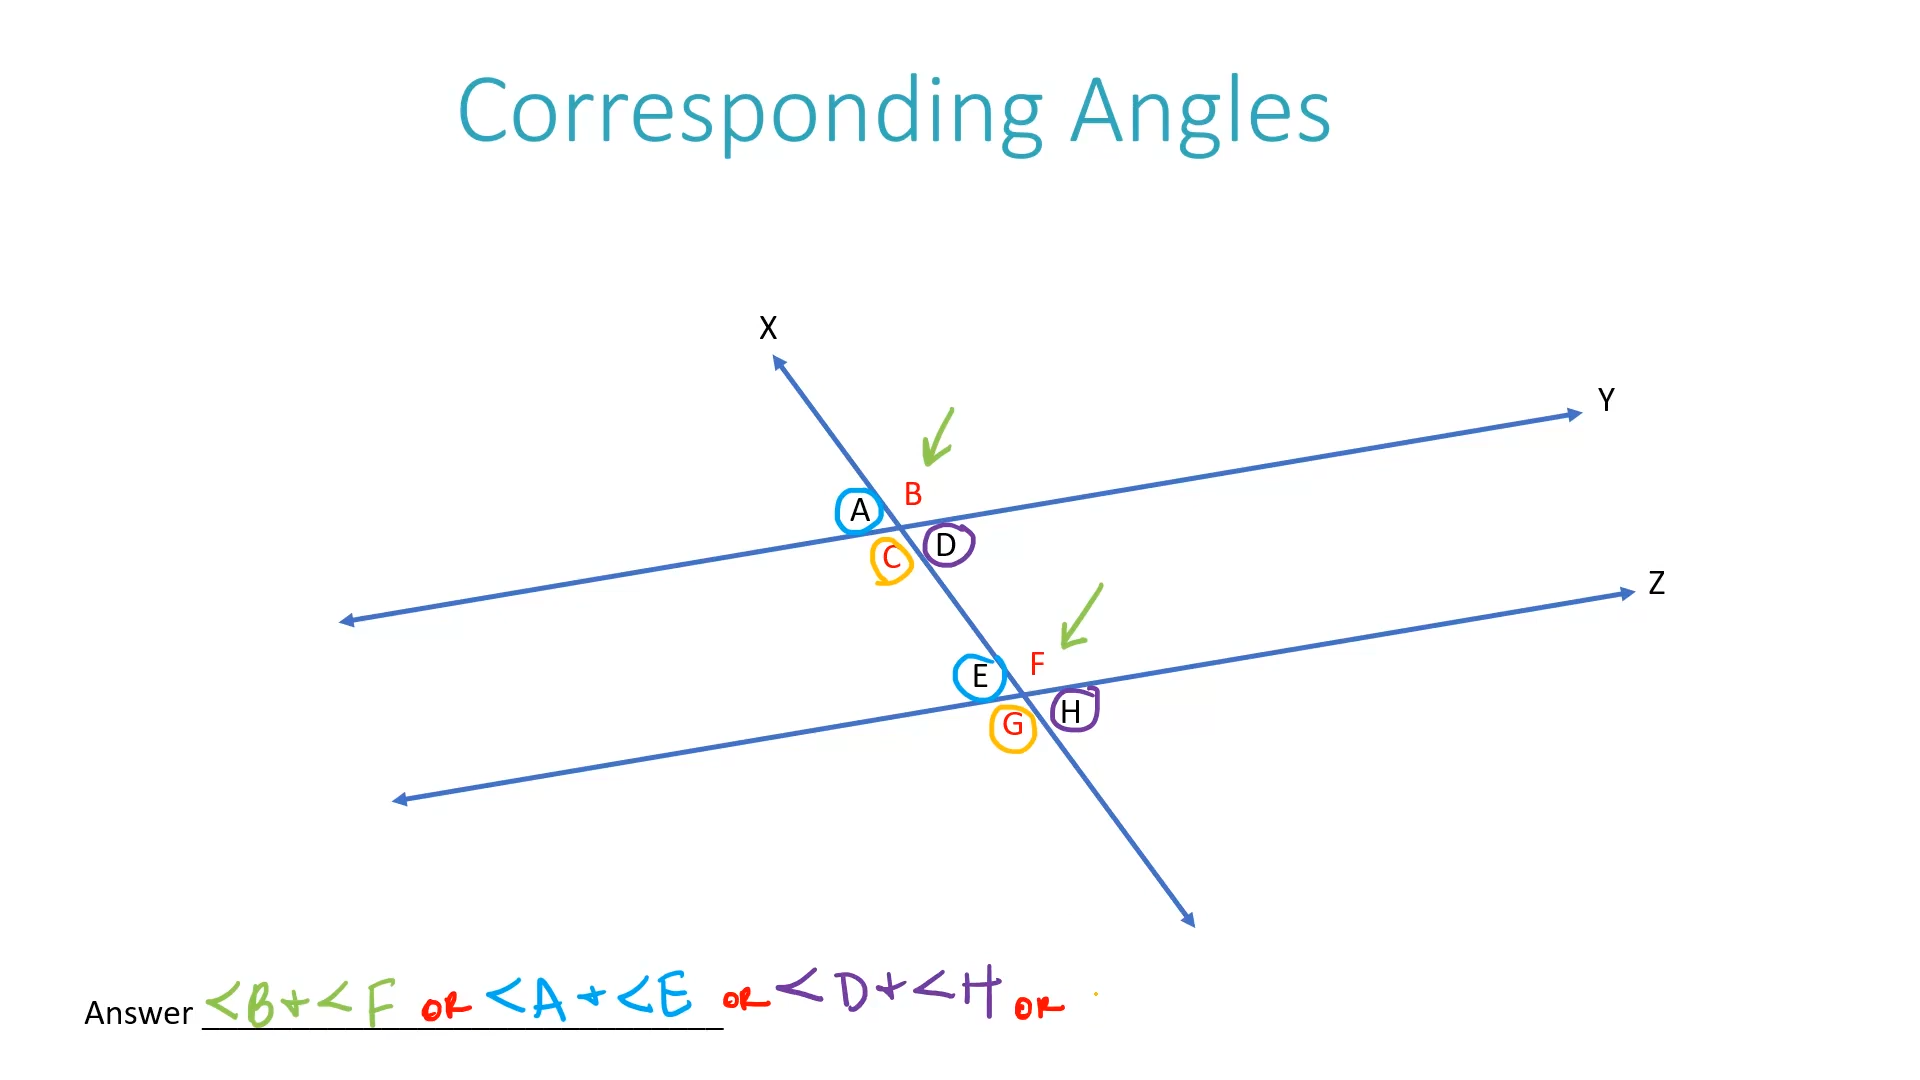 Corresponding Angles
X
Y
B
A
D
C
Z
F
E
H
G
Answer <B + <F OR <A + <E OR <D + <H OR